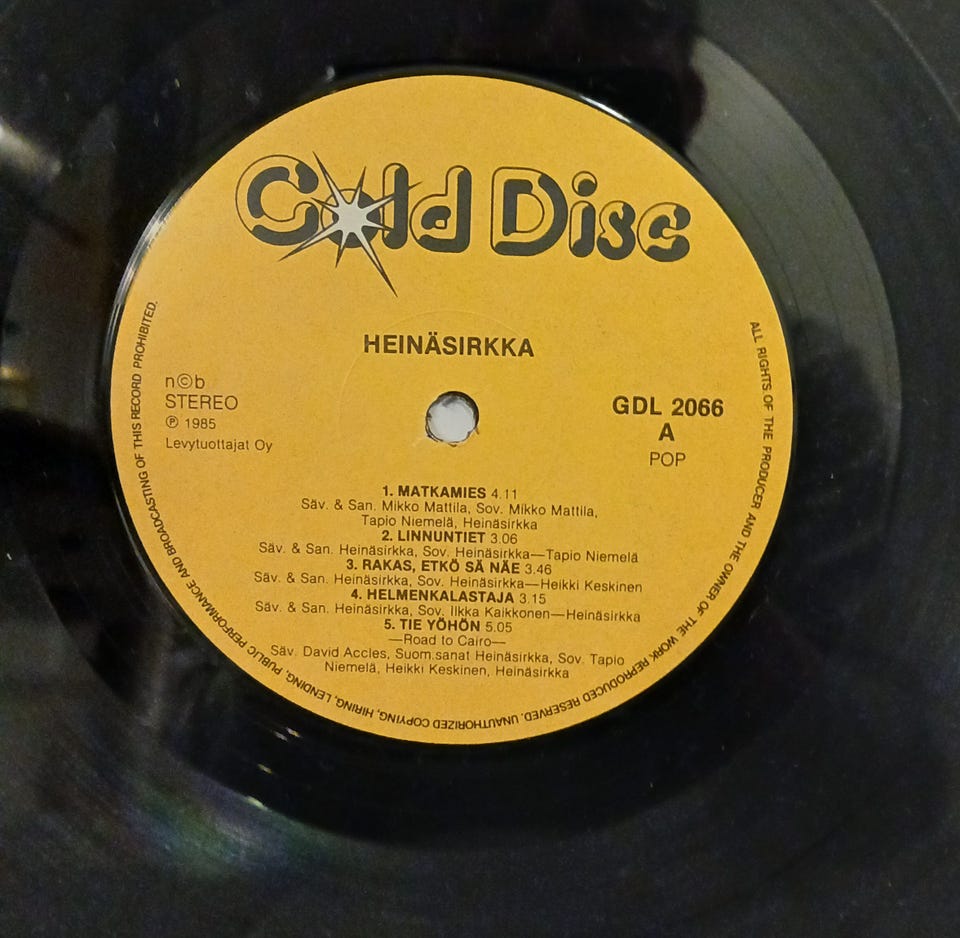 Gold Disc
HEINÄSIRKKA
n©b
STEREO
℗ 1985
Levytuottajat Oy
GDL 2066
A
POP
1. MATKAMIES 4.11
Säv. & San. Mikko Mattila, Sov. Mikko Mattila,
Tapio Niemelä, Heinäsirkka
2. LINNUNTIET 3.06
Säv. & San. Heinäsirkka, Sov. Heinäsirkka—Tapio Niemelä
3. RAKAS, ETKÖ SÄ NÄE 3.46
Säv. & San. Heinäsirkka, Sov. Heinäsirkka—Heikki Keskinen
4. HELMENKALASTAJA 3.15
Säv. & San. Heinäsirkka, Sov. Ilkka Kaikkonen—Heinäsirkka
5. TIE YÖHÖN 5.05
—Road to Cairo—
Säv. David Accles, Suom.sanat Heinäsirkka, Sov. Tapio
Niemelä, Heikki Keskinen, Heinäsirkka
ALL RIGHTS OF THE PRODUCER AND THE OWNER OF THE WORK REPRODUCED RESERVED. UNAUTHORIZED COPYING, HIRING, LENDING, PUBLIC PERFORMANCE AND BROADCASTING OF THIS RECORD PROHIBITED.